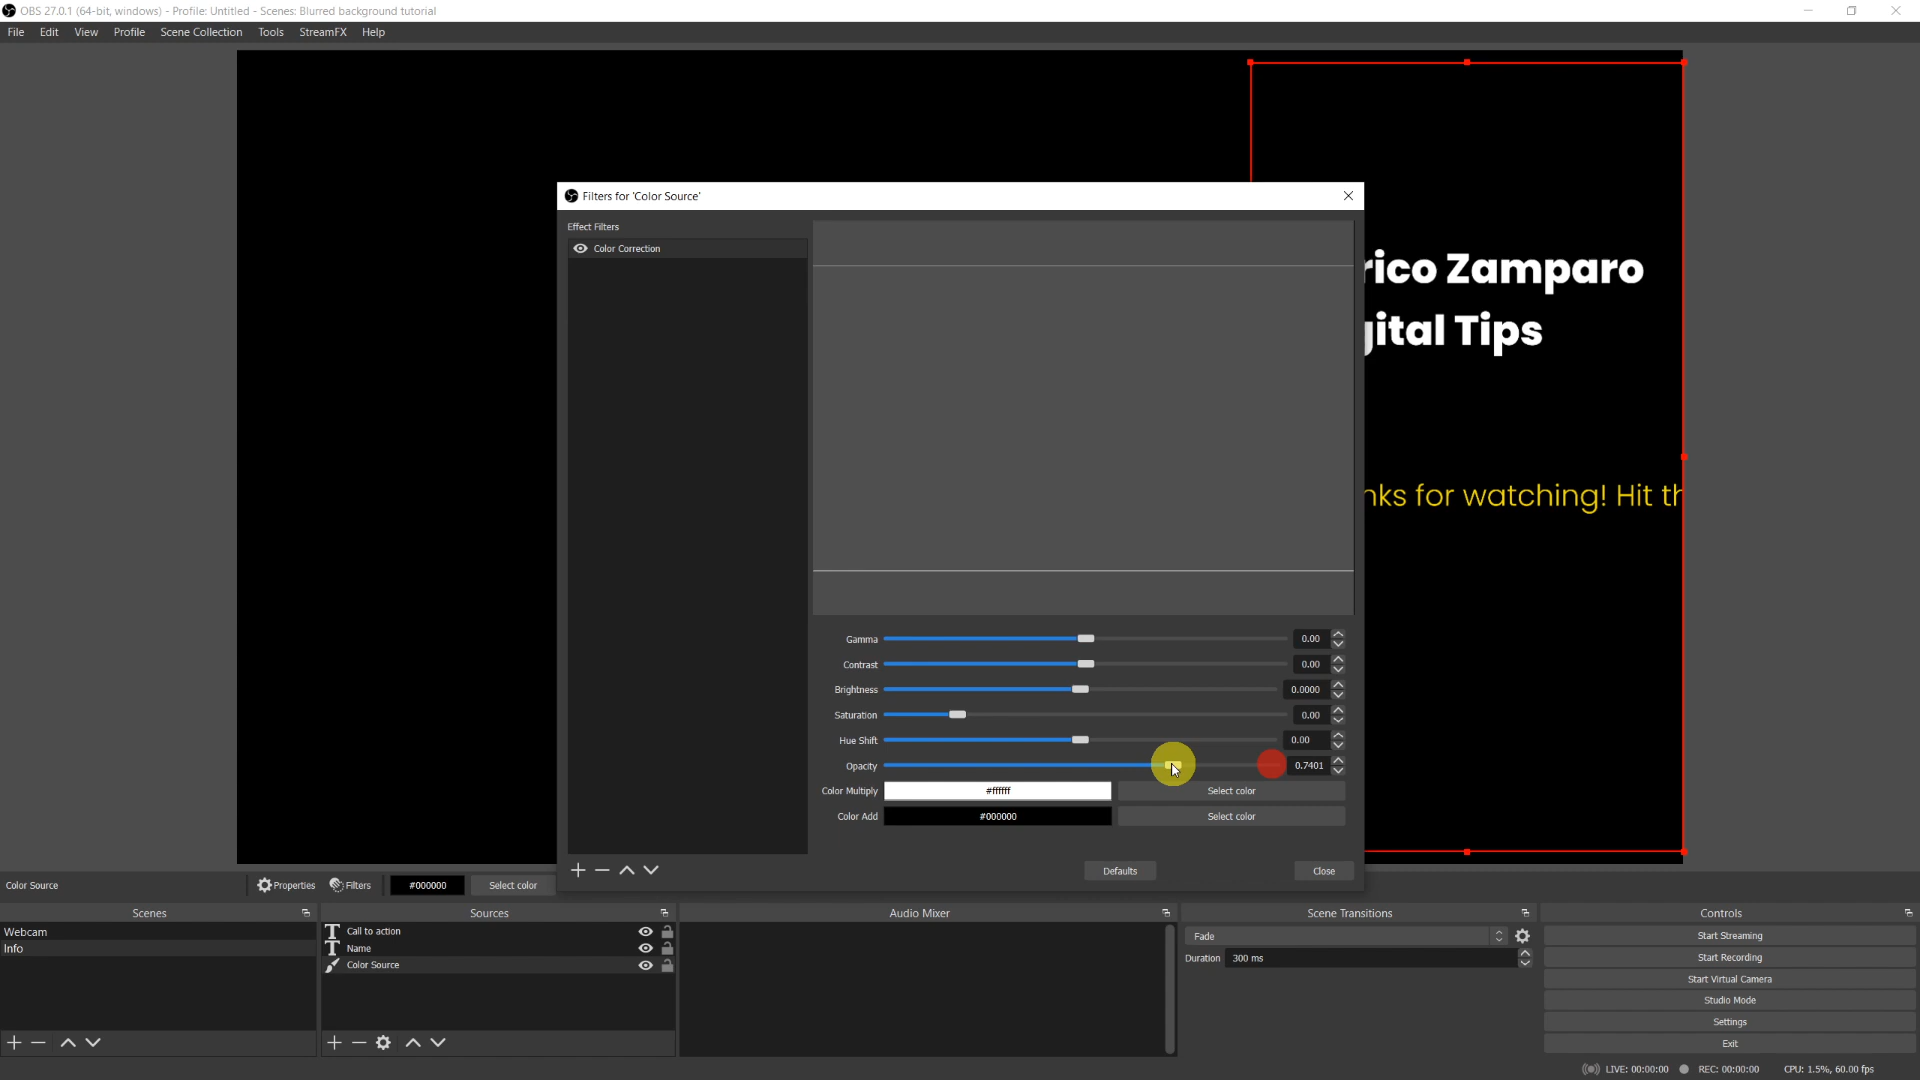 OBS 27.0.1 (64-bit, windows) - Profile: Untitled - Scenes: Blurred background tutorial
File Edit View Profile Scene Collection Tools StreamFX Help
Filters for 'Color Source'
Effect Filters
Color Correction
rico Zamparo
gital Tips
nks for watching! Hit th
Gamma 0.00
Contrast 0.00
Brightness 0.0000
Saturation 0.00
Hue Shift 0.00
Opacity 0.7401
Color Multiply #ffffff Select color
Color Add #000000 Select color
Defaults Close
Color Source Properties Filters #000000 Select color
Scenes
Webcam
Info
Sources
Call to action
Name
Color Source
Audio Mixer
Scene Transitions
Fade
Duration 300 ms
Controls
Start Streaming
Start Recording
Start Virtual Camera
Studio Mode
Settings
Exit
LIVE: 00:00:00 REC: 00:00:00 CPU: 1.5%, 60.00 fps